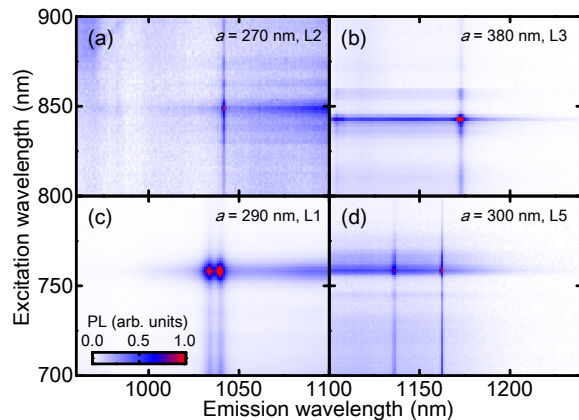 Excitation wavelength (nm)
900
850
800
750
700
(a)
a = 270 nm, L2
(b)
a = 380 nm, L3
(c)
a = 290 nm, L1
(d)
a = 300 nm, L5
PL (arb. units)
0.0 0.5 1.0
1000 1050 1100 1150 1200
Emission wavelength (nm)